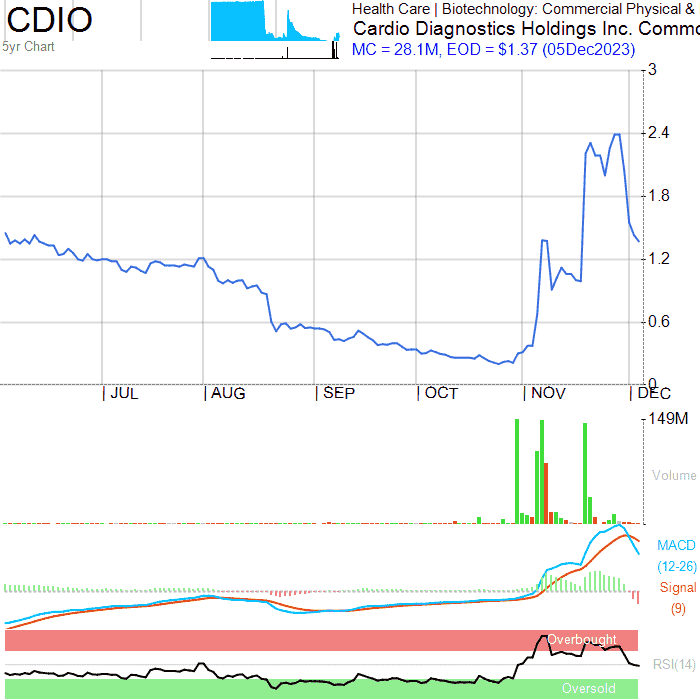 CDIO
5yr Chart
Health Care | Biotechnology: Commercial Physical &
Cardio Diagnostics Holdings Inc. Commo
MC = 28.1M, EOD = $1.37 (05Dec2023)
3
2.4
1.8
1.2
0.6
0
| JUL | AUG | SEP | OCT | NOV | DEC
149M
Volume
MACD
(12-26)
Signal
(9)
Overbought
RSI(14)
Oversold